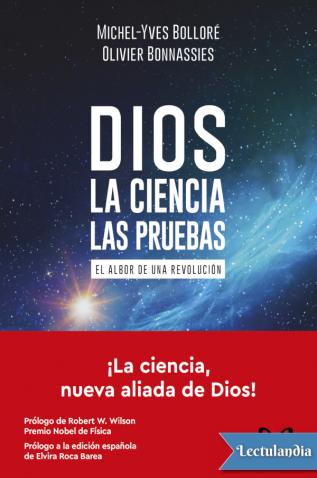 MICHEL-YVES BOLLORÉ
OLIVIER BONNASSIES
DIOS
LA CIENCIA
LAS PRUEBAS
EL ALBOR DE UNA REVOLUCIÓN
¡La ciencia,
nueva aliada de Dios!
Prólogo de Robert W. Wilson
Premio Nobel de Física
Prólogo a la edición española
de Elvira Roca Barea
Lectulandia